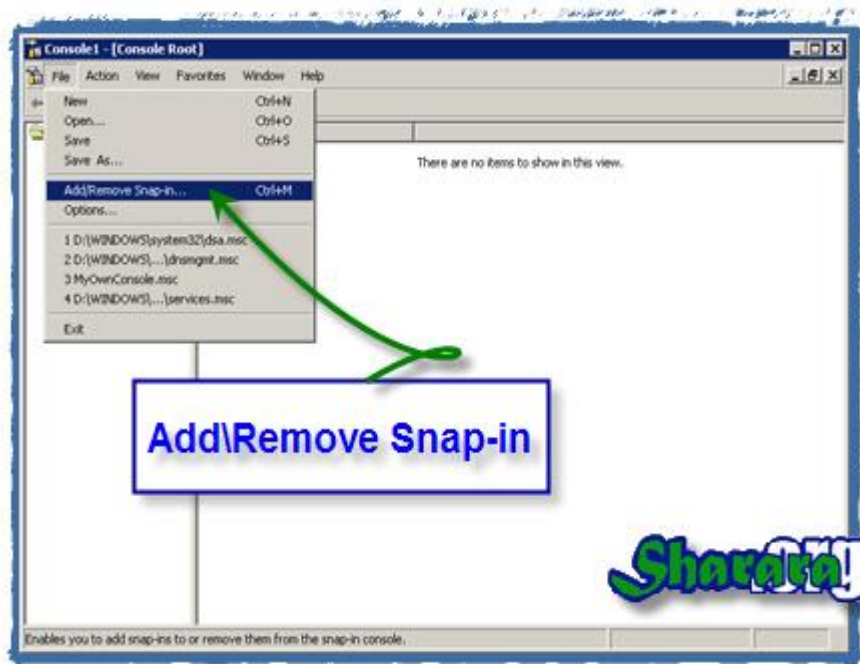 Console1 - [Console Root]
File Action View Favorites Window Help
New Ctrl+N
Open... Ctrl+O
Save Ctrl+S
Save As...
There are no items to show in this view.
Add/Remove Snap-in... Ctrl+M
Options...
1 D:\WINDOWS\system32\dsa.msc
2 D:\WINDOWS\...\dnsmgmt.msc
3 MyOwnConsole.msc
4 D:\WINDOWS\...\services.msc
Exit
Add\Remove Snap-in
Sharara.org
Enables you to add snap-ins to or remove them from the snap-in console.